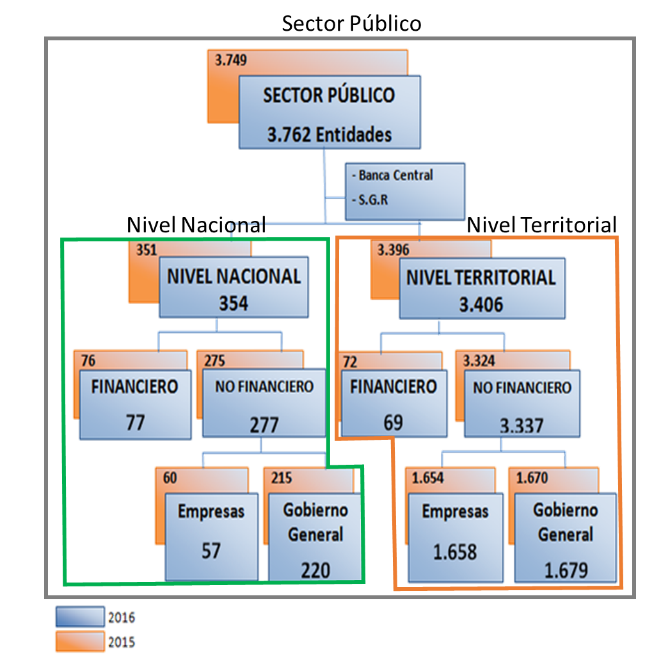 Sector Público
3.749
SECTOR PÚBLICO
3.762 Entidades
- Banca Central
- S.G.R
Nivel Nacional
Nivel Territorial
351
NIVEL NACIONAL
354
3.396
NIVEL TERRITORIAL
3.406
76
FINANCIERO
77
275
NO FINANCIERO
277
72
FINANCIERO
69
3.324
NO FINANCIERO
3.337
60
Empresas
57
215
Gobierno
General
220
1.654
Empresas
1.658
1.670
Gobierno
General
1.679
2016
2015